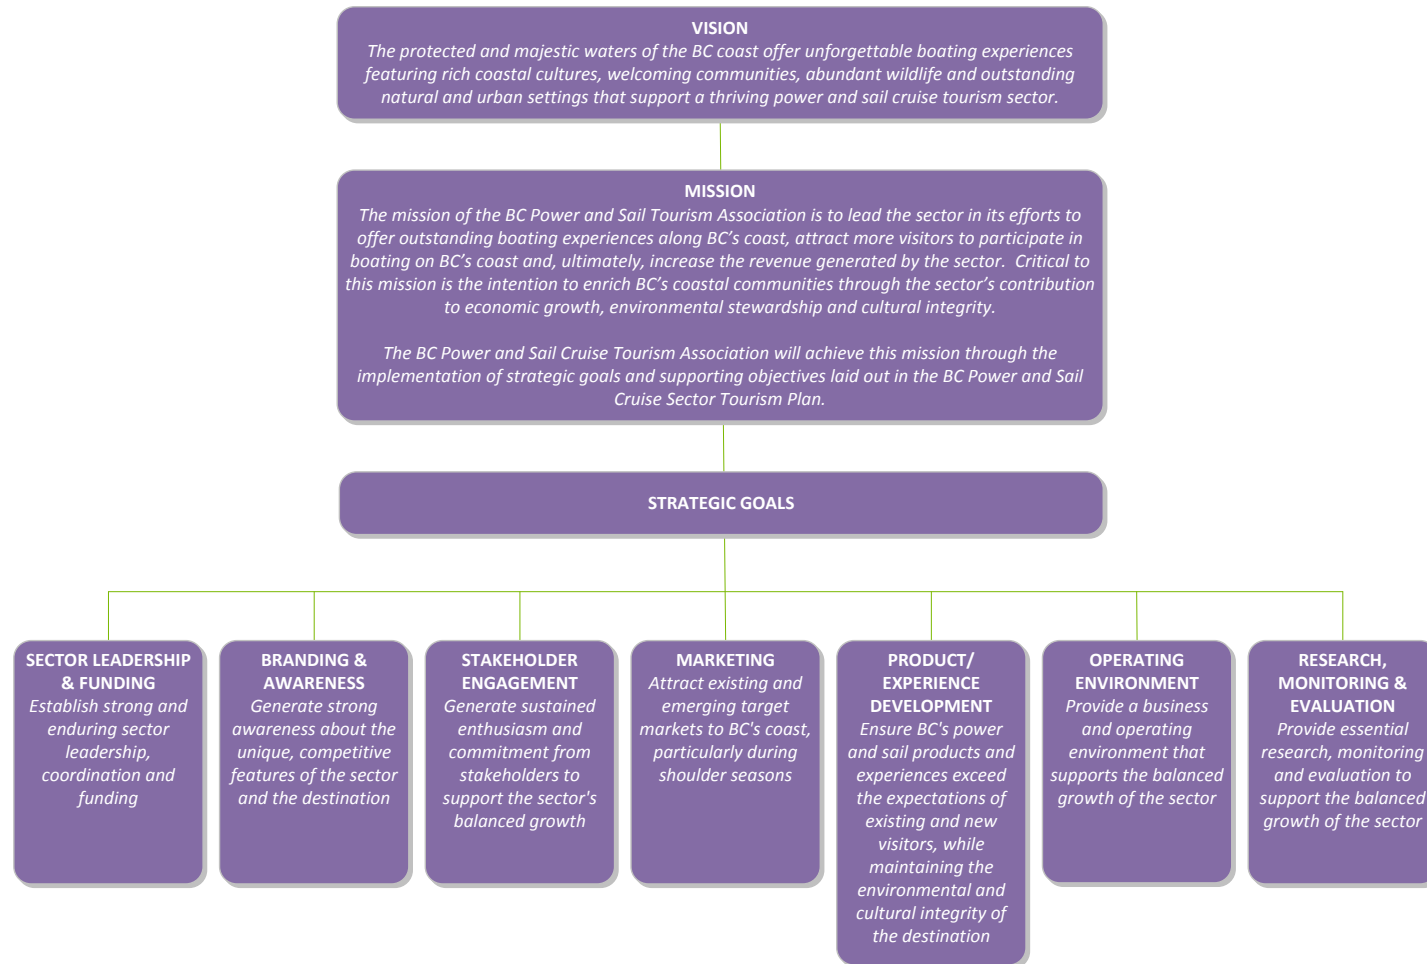 VISION
The protected and majestic waters of the BC coast offer unforgettable boating experiences
featuring rich coastal cultures, welcoming communities, abundant wildlife and outstanding
natural and urban settings that support a thriving power and sail cruise tourism sector.
MISSION
The mission of the BC Power and Sail Tourism Association is to lead the sector in its efforts to
offer outstanding boating experiences along BC’s coast, attract more visitors to participate in
boating on BC’s coast and, ultimately, increase the revenue generated by the sector.  Critical to
this mission is the intention to enrich BC’s coastal communities through the sector’s contribution
to economic growth, environmental stewardship and cultural integrity.
The BC Power and Sail Cruise Tourism Association will achieve this mission through the
implementation of strategic goals and supporting objectives laid out in the BC Power and Sail
Cruise Sector Tourism Plan.
STRATEGIC GOALS
SECTOR LEADERSHIP
& FUNDING
Establish strong and
enduring sector
leadership,
coordination and
funding
BRANDING &
AWARENESS
Generate strong
awareness about the
unique, competitive
features of the sector
and the destination
STAKEHOLDER
ENGAGEMENT
Generate sustained
enthusiasm and
commitment from
stakeholders to
support the sector's
balanced growth
MARKETING
Attract existing and
emerging target
markets to BC's coast,
particularly during
shoulder seasons
PRODUCT/
EXPERIENCE
DEVELOPMENT
Ensure BC's power
and sail products and
experiences exceed
the expectations of
existing and new
visitors, while
maintaining the
environmental and
cultural integrity of
the destination
OPERATING
ENVIRONMENT
Provide a business
and operating
environment that
supports the balanced
growth of the sector
RESEARCH,
MONITORING &
EVALUATION
Provide essential
research, monitoring
and evaluation to
support the balanced
growth of the sector